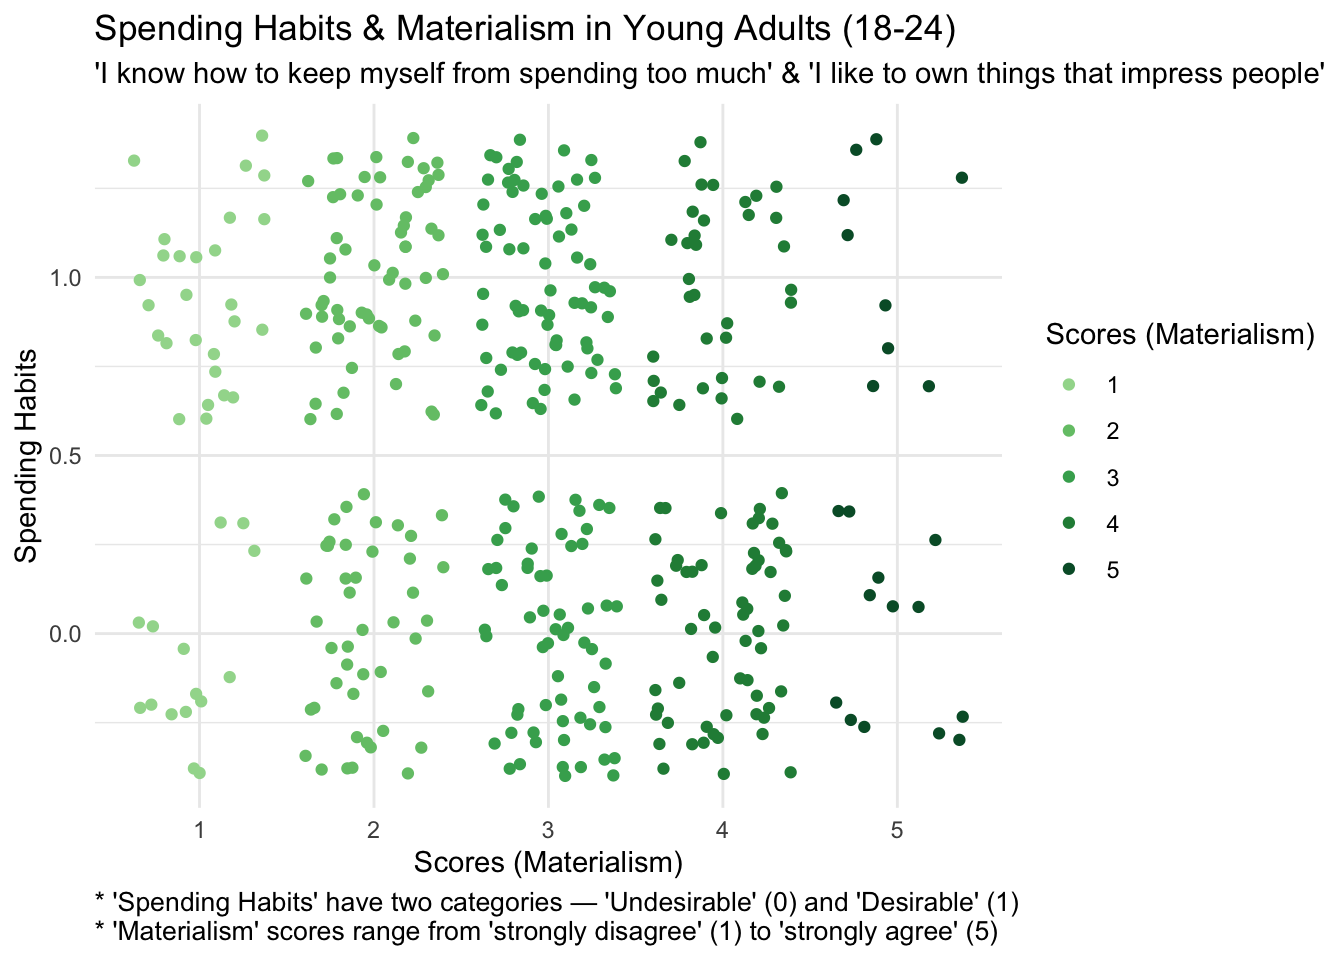 Spending Habits & Materialism in Young Adults (18-24)
'I know how to keep myself from spending too much' & 'I like to own things that impress people'
Spending Habits
1.0
0.5
0.0
1 2 3 4 5
Scores (Materialism)
Scores (Materialism)
1
2
3
4
5
* 'Spending Habits' have two categories — 'Undesirable' (0) and 'Desirable' (1)
* 'Materialism' scores range from 'strongly disagree' (1) to 'strongly agree' (5)